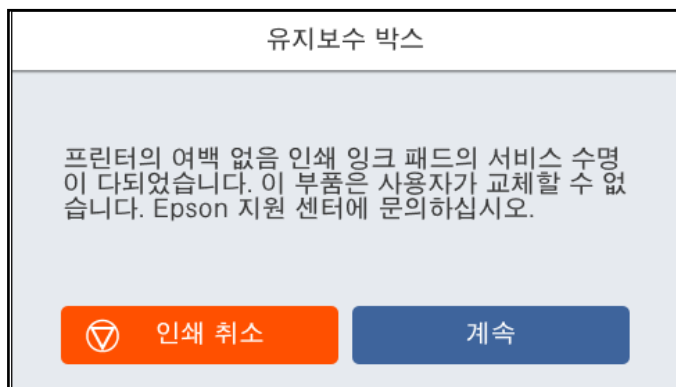 유지보수 박스
프린터의 여백 없음 인쇄 잉크 패드의 서비스 수명
이 다되었습니다. 이 부품은 사용자가 교체할 수 없
습니다. Epson 지원 센터에 문의하십시오.
인쇄 취소
계속